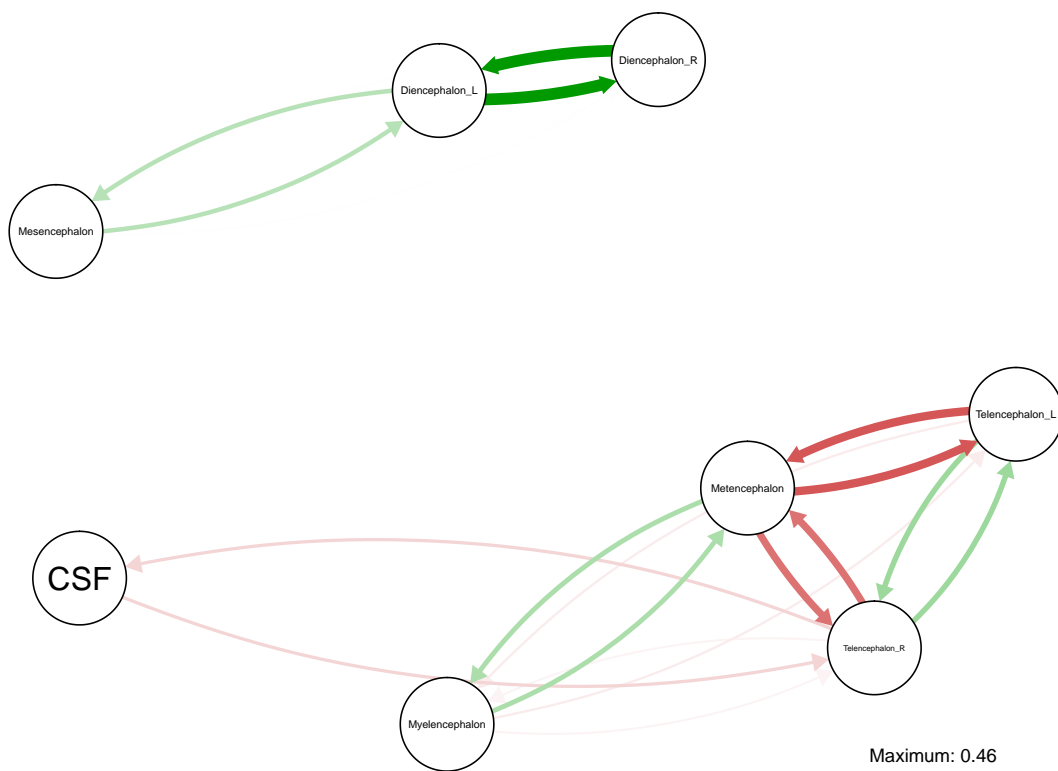 Diencephalon_R
Diencephalon_L
Mesencephalon
Telencephalon_L
Metencephalon
CSF
Telencephalon_R
Myelencephalon
Maximum: 0.46